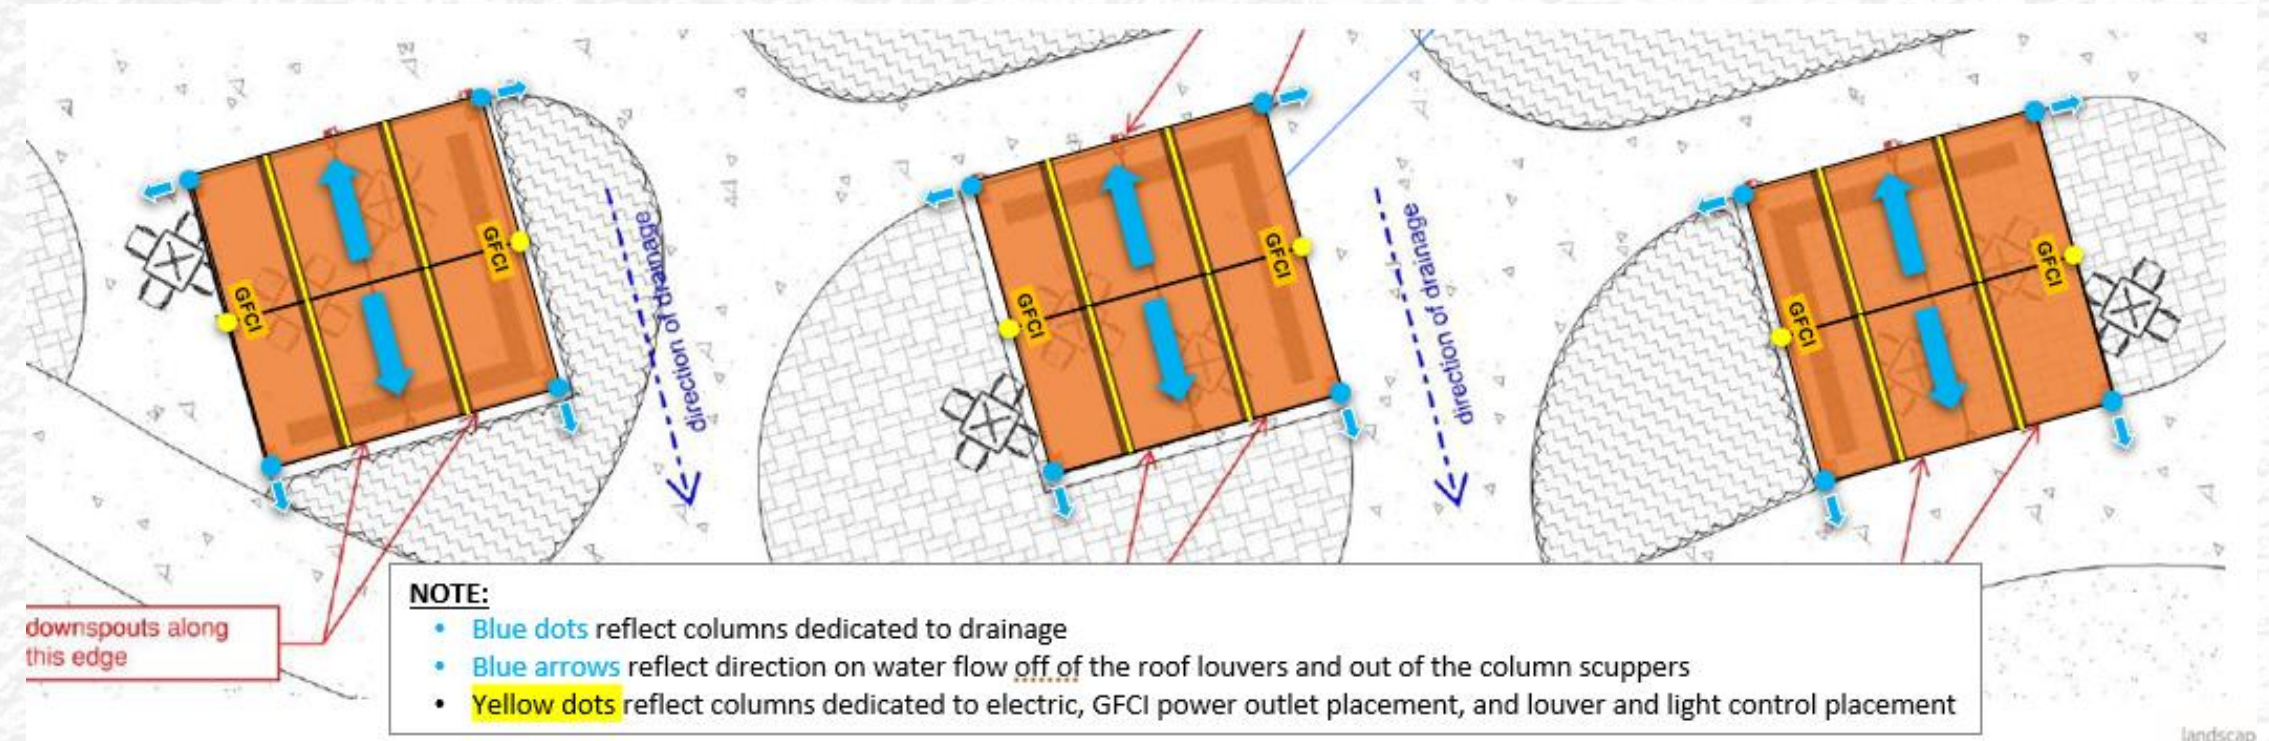 GFCI
GFCI
direction of drainage
GFCI
GFCI
direction of drainage
GFCI
GFCI
downspouts along
this edge
NOTE:
• Blue dots reflect columns dedicated to drainage
• Blue arrows reflect direction on water flow off of the roof louvers and out of the column scuppers
• Yellow dots reflect columns dedicated to electric, GFCI power outlet placement, and louver and light control placement
landscap